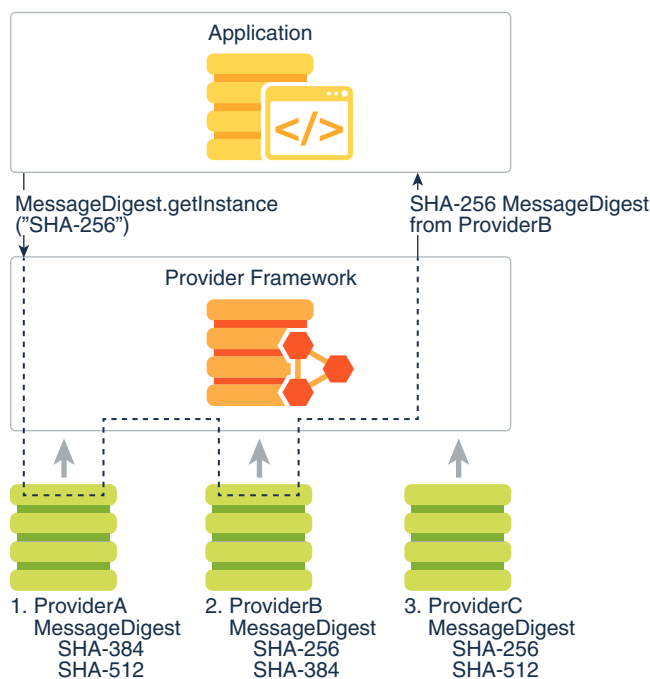 Application
</>
MessageDigest.getInstance
("SHA-256")
SHA-256 MessageDigest
from ProviderB
Provider Framework
1. ProviderA
MessageDigest
SHA-384
SHA-512
2. ProviderB
MessageDigest
SHA-256
SHA-384
3. ProviderC
MessageDigest
SHA-256
SHA-512